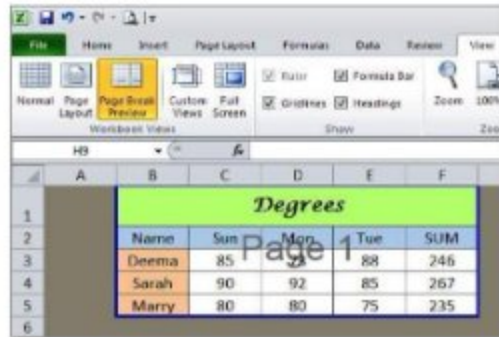 File Home Insert Page Layout Formulas Data Review View
Normal Page Layout Page Break Preview Custom Views Full Screen
Ruler Formula Bar
Gridlines Headings
Zoom 100%
Workbook Views Show
H9 fx
A B C D E F
1 Degrees
2 Name Sun Mon Tue SUM
3 Deema 85 88 246
4 Sarah 90 92 85 267
5 Marry 80 80 75 235
6
Page 1